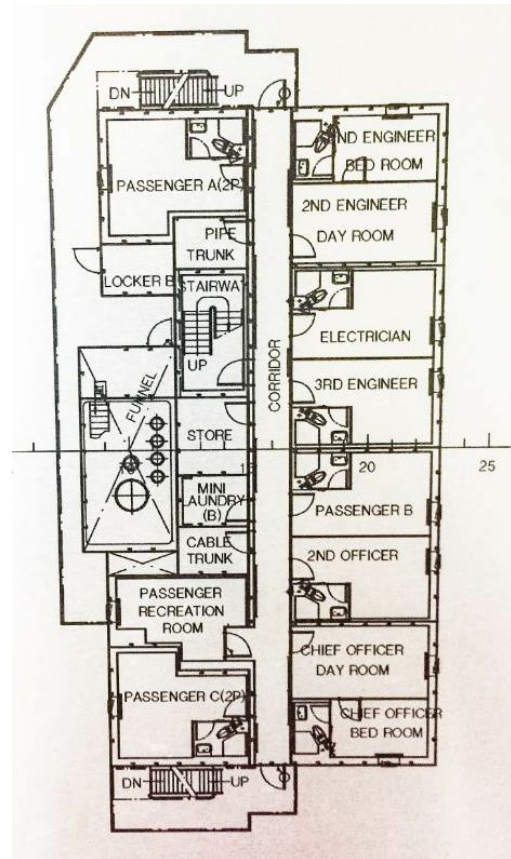 DN
UP
2ND ENGINEER
BED ROOM
PASSENGER A(2P)
2ND ENGINEER
DAY ROOM
PIPE
TRUNK
LOCKER B
STAIRWAY
UP
ELECTRICIAN
CORRIDOR
3RD ENGINEER
FUNNEL
STORE
20
25
MINI
LAUNDRY
(B)
PASSENGER B
CABLE
TRUNK
2ND OFFICER
PASSENGER
RECREATION
ROOM
CHIEF OFFICER
DAY ROOM
PASSENGER C(2P)
CHIEF OFFICER
BED ROOM
DN
UP